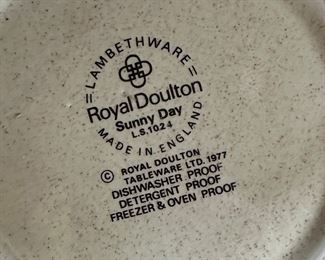 = LAMBETHWARE =
Royal Doulton
Sunny Day
L.S.1024
MADE IN ENGLAND
© ROYAL DOULTON
TABLEWARE LTD. 1977
DISHWASHER PROOF
DETERGENT PROOF
FREEZER & OVEN PROOF